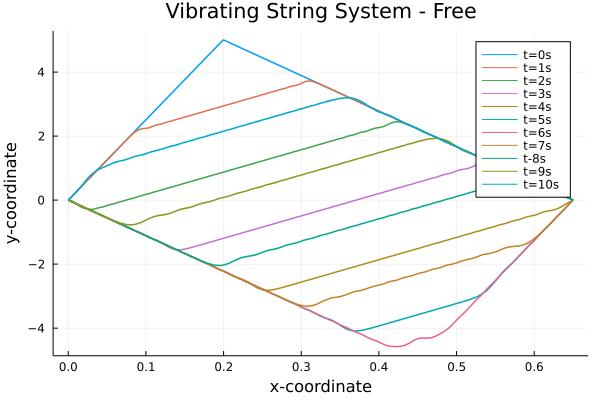 Vibrating String System - Free
y-coordinate
4
2
0
−2
−4
0.0
0.1
0.2
0.3
0.4
0.5
0.6
x-coordinate
t=0s
t=1s
t=2s
t=3s
t=4s
t=5s
t=6s
t=7s
t-8s
t=9s
t=10s